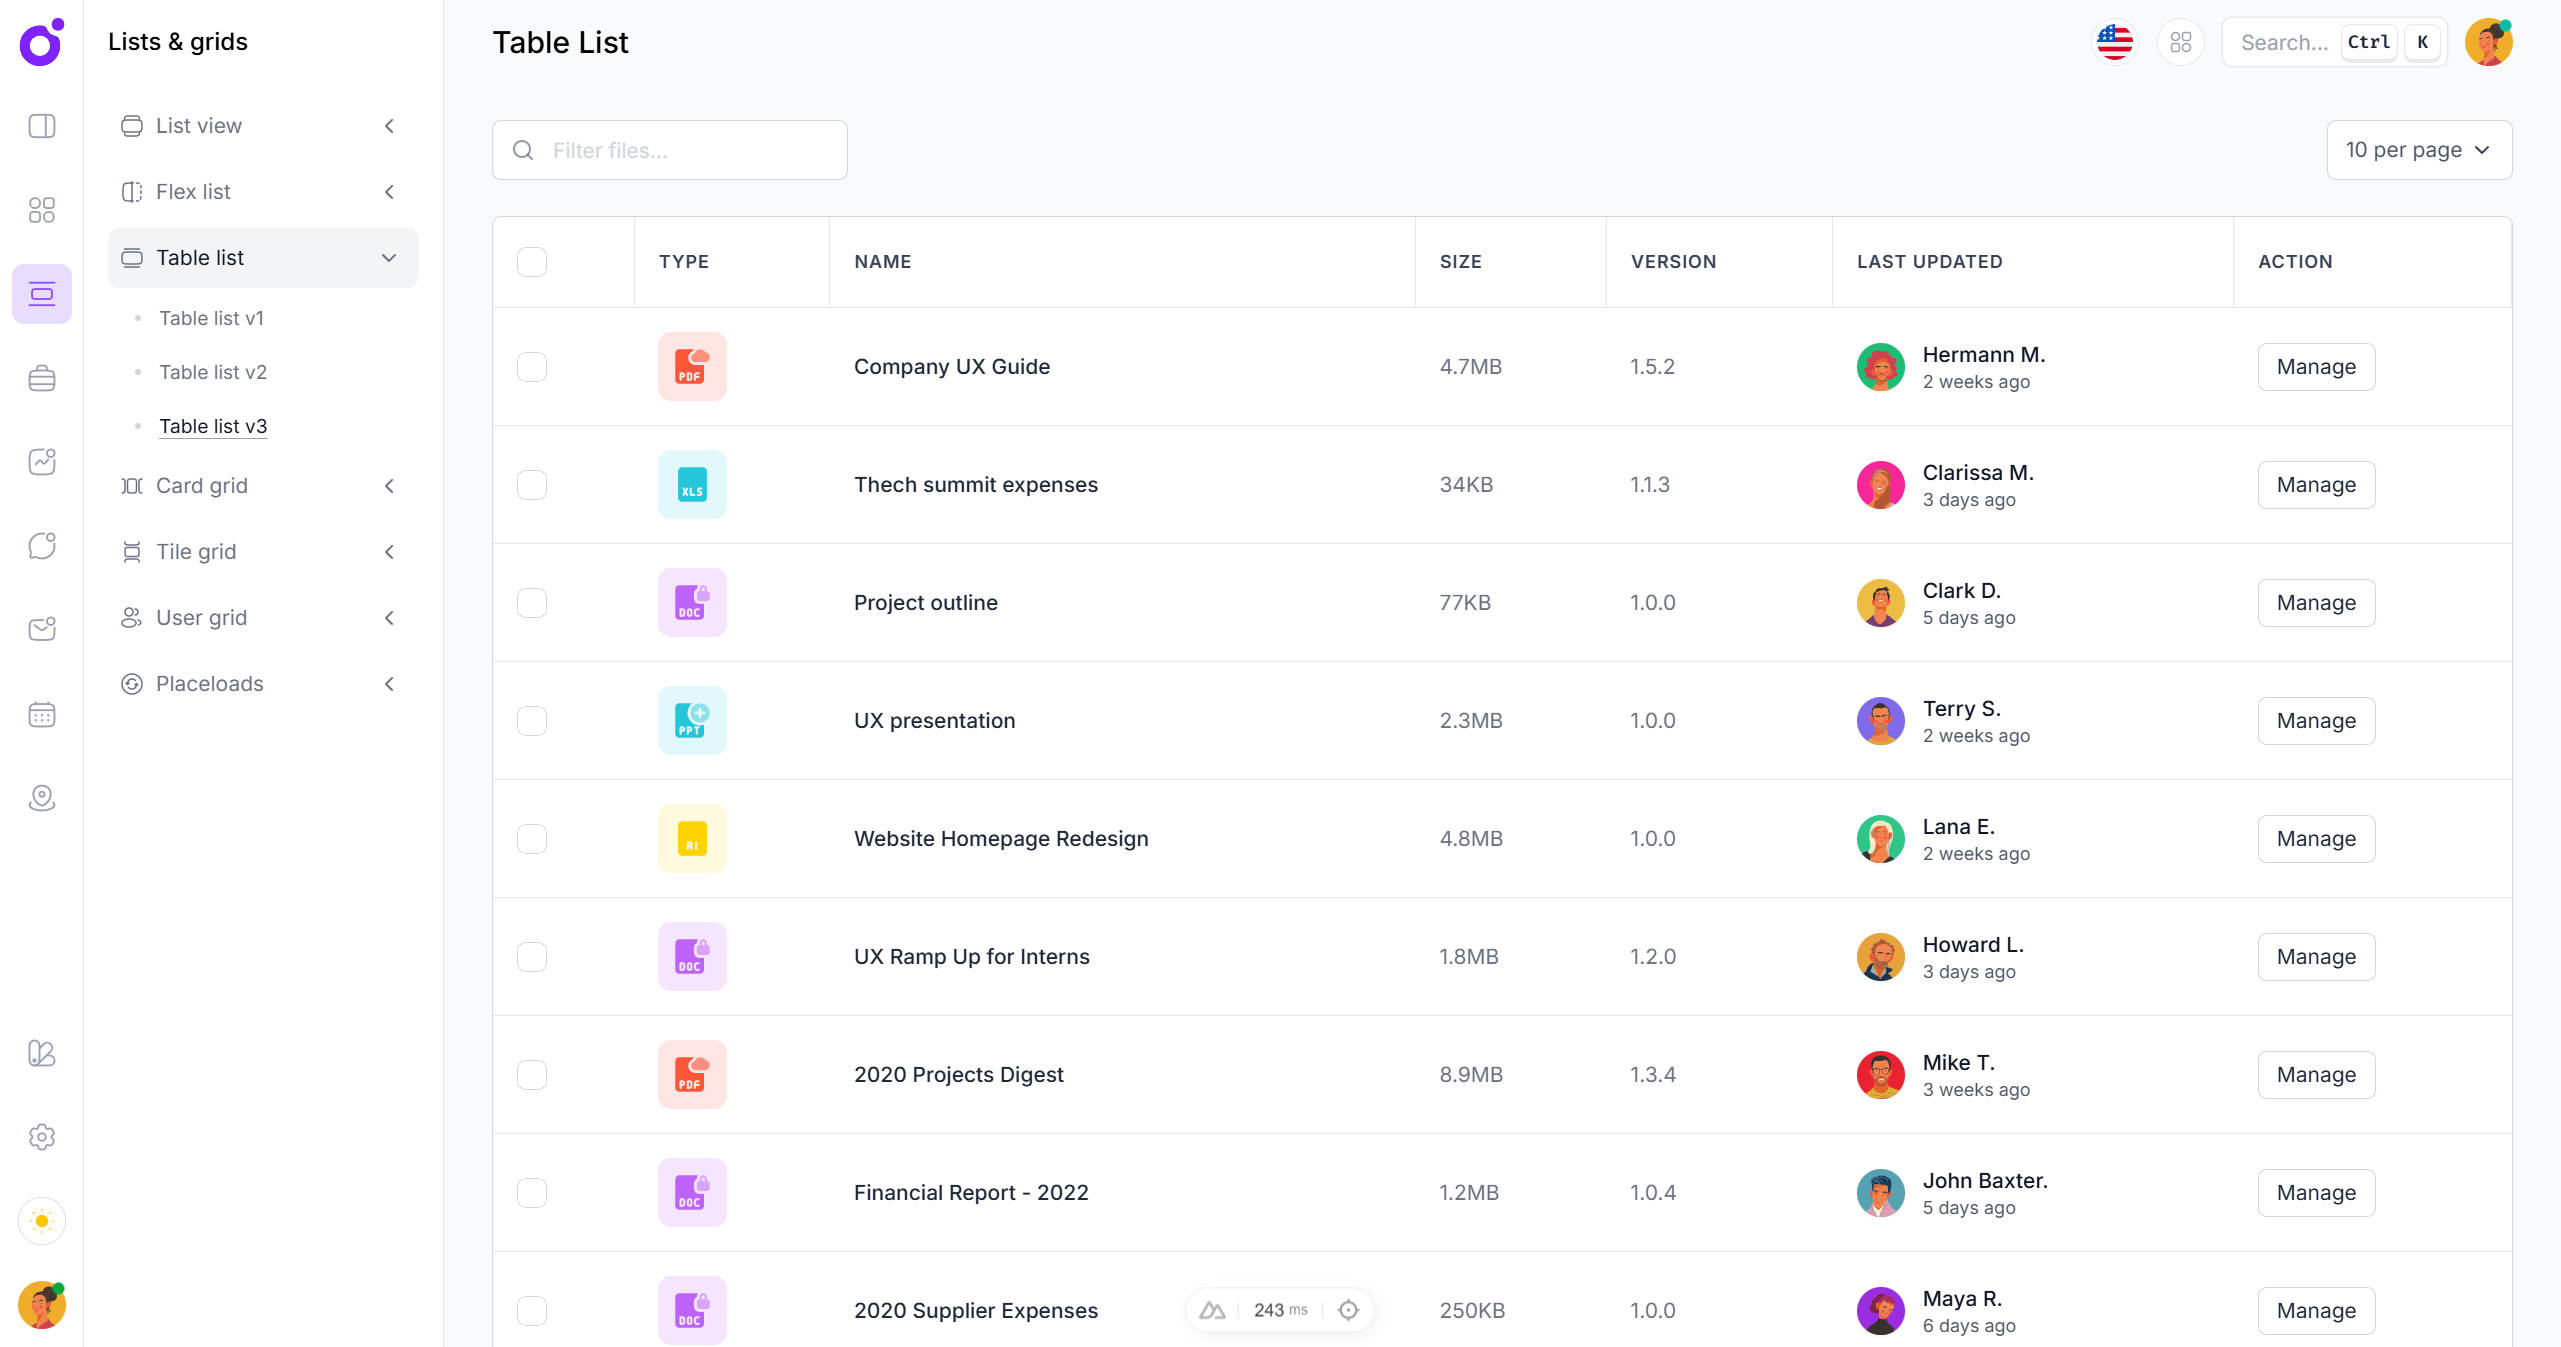 Lists & grids
List view
Flex list
Table list
Table list v1
Table list v2
Table list v3
Card grid
Tile grid
User grid
Placeloads
Table List
Search... Ctrl K
Filter files...
10 per page
TYPE NAME SIZE VERSION LAST UPDATED ACTION
PDF Company UX Guide 4.7MB 1.5.2 Hermann M. Manage
2 weeks ago
XLS Thech summit expenses 34KB 1.1.3 Clarissa M. Manage
3 days ago
DOC Project outline 77KB 1.0.0 Clark D. Manage
5 days ago
PPT UX presentation 2.3MB 1.0.0 Terry S. Manage
2 weeks ago
AI Website Homepage Redesign 4.8MB 1.0.0 Lana E. Manage
2 weeks ago
DOC UX Ramp Up for Interns 1.8MB 1.2.0 Howard L. Manage
3 days ago
PDF 2020 Projects Digest 8.9MB 1.3.4 Mike T. Manage
3 weeks ago
DOC Financial Report - 2022 1.2MB 1.0.4 John Baxter. Manage
5 days ago
DOC 2020 Supplier Expenses 250KB 1.0.0 Maya R. Manage
6 days ago
243 ms